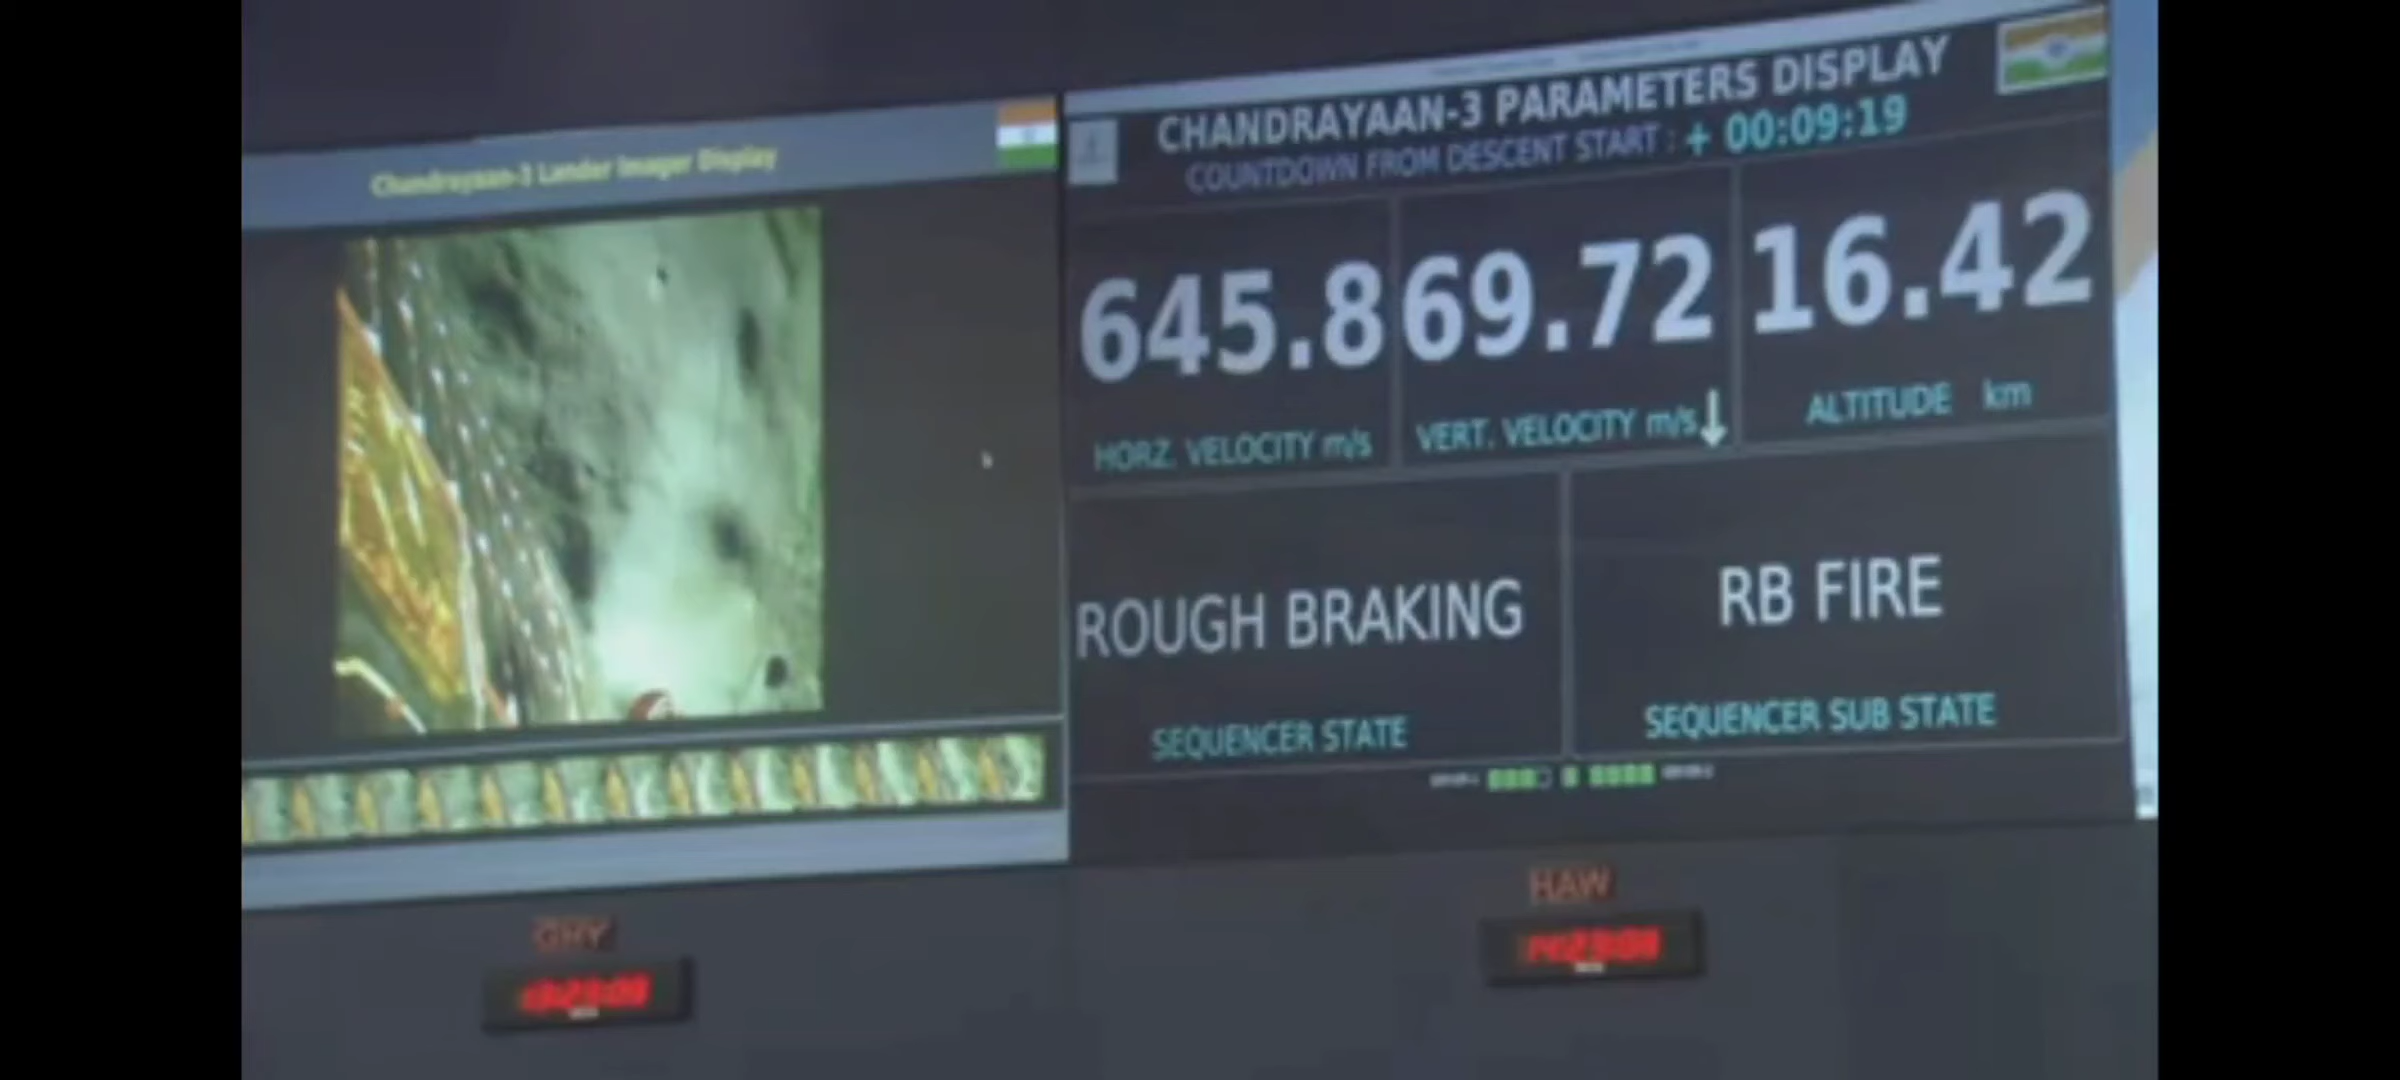 Chandrayaan-3 Lander Imager Display
CHANDRAYAAN-3 PARAMETERS DISPLAY
COUNTDOWN FROM DESCENT START : + 00:09:19
645.8 69.72 16.42
HORZ. VELOCITY m/s VERT. VELOCITY m/s↓ ALTITUDE km
ROUGH BRAKING RB FIRE
SEQUENCER STATE SEQUENCER SUB STATE
HAW
GHY